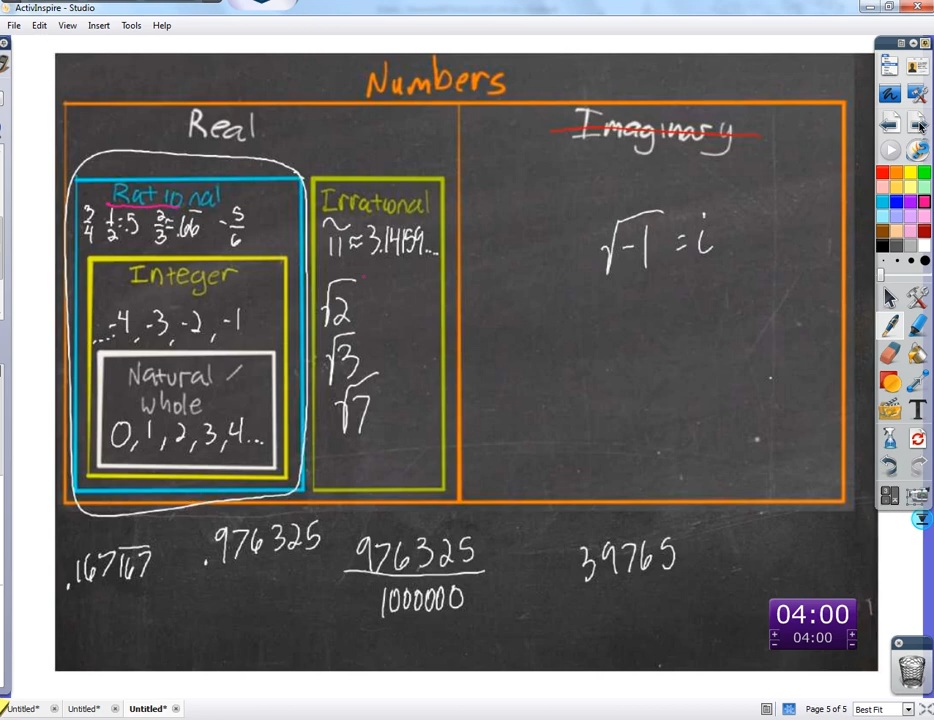 ActivInspire - Studio
File Edit View Insert Tools Help
Numbers
Real
Imaginary
Rational
3/4 1/2=.5 2/3≈.66 -5/6
Irrational
π≈3.14159...
√2
√3
√7
Integer
...-4, -3, -2, -1
Natural/
whole
0, 1, 2, 3, 4...
√-1 = i
.167167
.976325
976325
1000000
39765
04:00
04:00
Untitled* Untitled* Untitled*
Page 5 of 5 Best Fit